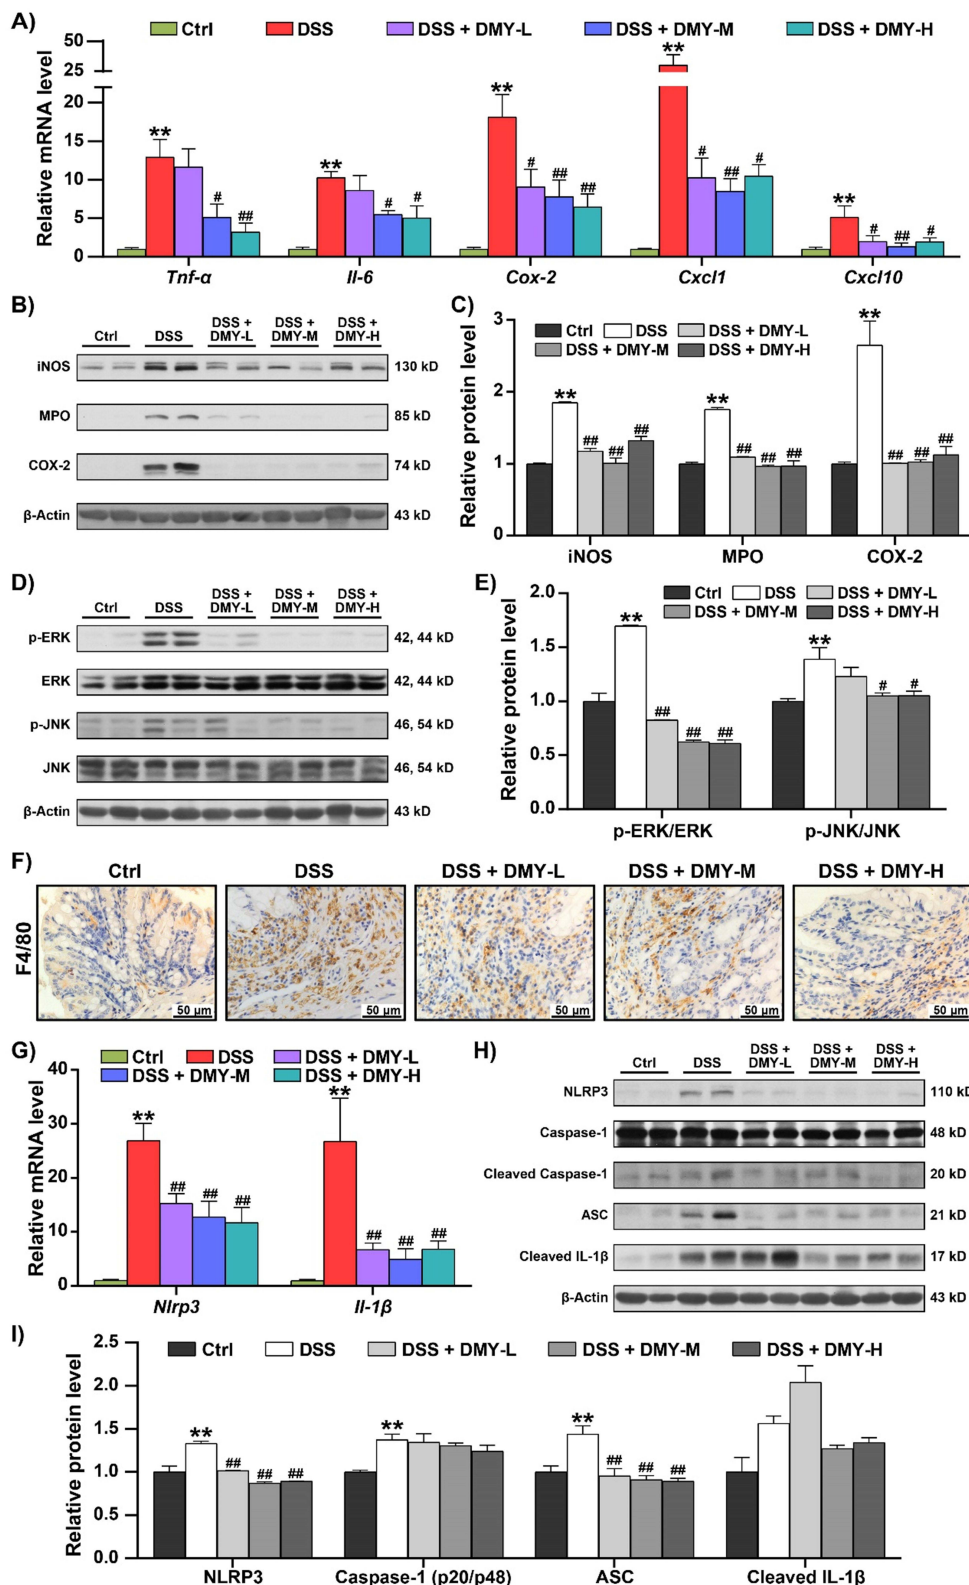 A)
Ctrl DSS DSS + DMY-L DSS + DMY-M DSS + DMY-H
Relative mRNA level
50
25
20
15
10
5
0
** ** ** ** **
# ## # # # ## ## # ## # # ## #
Tnf-α Il-6 Cox-2 Cxcl1 Cxcl10
B)
Ctrl DSS DSS + DMY-L DSS + DMY-M DSS + DMY-H
iNOS 130 kD
MPO 85 kD
COX-2 74 kD
β-Actin 43 kD
C)
Ctrl DSS DSS + DMY-L
DSS + DMY-M DSS + DMY-H
Relative protein level
3
2
1
0
** ** **
## ## ## ## ## ## ## ## ##
iNOS MPO COX-2
D)
Ctrl DSS DSS + DMY-L DSS + DMY-M DSS + DMY-H
p-ERK 42, 44 kD
ERK 42, 44 kD
p-JNK 46, 54 kD
JNK 46, 54 kD
β-Actin 43 kD
E)
Ctrl DSS DSS + DMY-L
DSS + DMY-M DSS + DMY-H
Relative protein level
2.0
1.5
1.0
0.5
0.0
** **
## ## ## # #
p-ERK/ERK p-JNK/JNK
F)
Ctrl DSS DSS + DMY-L DSS + DMY-M DSS + DMY-H
F4/80
50 µm 50 µm 50 µm 50 µm 50 µm
G)
Ctrl DSS DSS + DMY-L
DSS + DMY-M DSS + DMY-H
Relative mRNA level
40
30
20
10
0
** **
## ## ## ## ## ##
Nlrp3 Il-1β
H)
Ctrl DSS DSS + DMY-L DSS + DMY-M DSS + DMY-H
NLRP3 110 kD
Caspase-1 48 kD
Cleaved Caspase-1 20 kD
ASC 21 kD
Cleaved IL-1β 17 kD
β-Actin 43 kD
I)
Ctrl DSS DSS + DMY-L DSS + DMY-M DSS + DMY-H
Relative protein level
2.5
2.0
1.5
1.0
0.5
0.0
** ** **
## ## ## ## ## ##
NLRP3 Caspase-1 (p20/p48) ASC Cleaved IL-1β